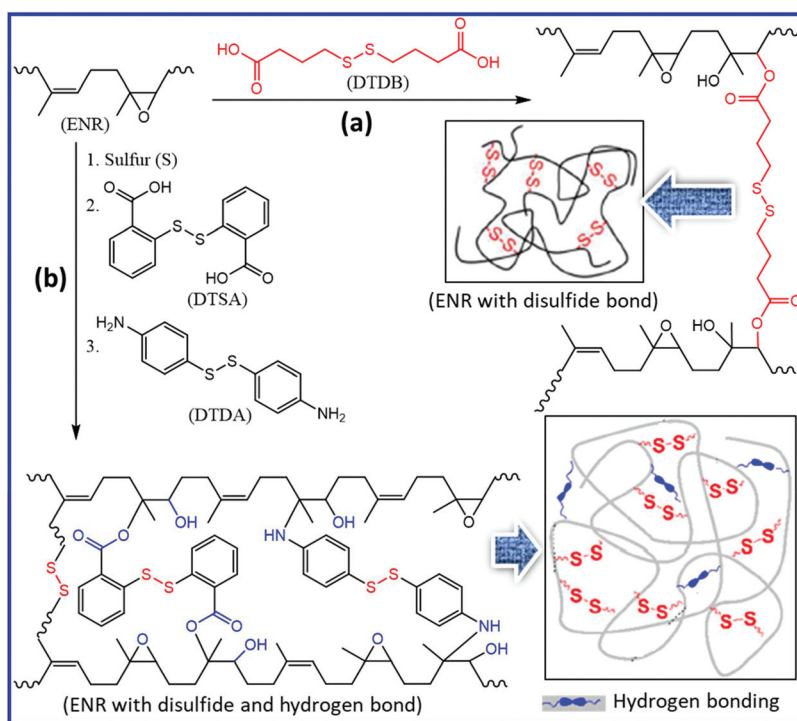 HO
O
S
S
O
OH
(DTDB)
(a)
O
(ENR)
O
HO
O
O
S
S
O
O
HO
O
1. Sulfur (S)
2.
O
OH
S
S
HO
O
(DTSA)
(b)
3.
H₂N
S
S
NH₂
(DTDA)
S-S
S-S
S-S
S-S
S-S
(ENR with disulfide bond)
O
OH
O
S
S
S
S
O
O
OH
OH
HN
S
S
NH
O
O
OH
(ENR with disulfide and hydrogen bond)
S-S
S-S
S-S
S-S
S-S
S-S
S-S
S-S
Hydrogen bonding